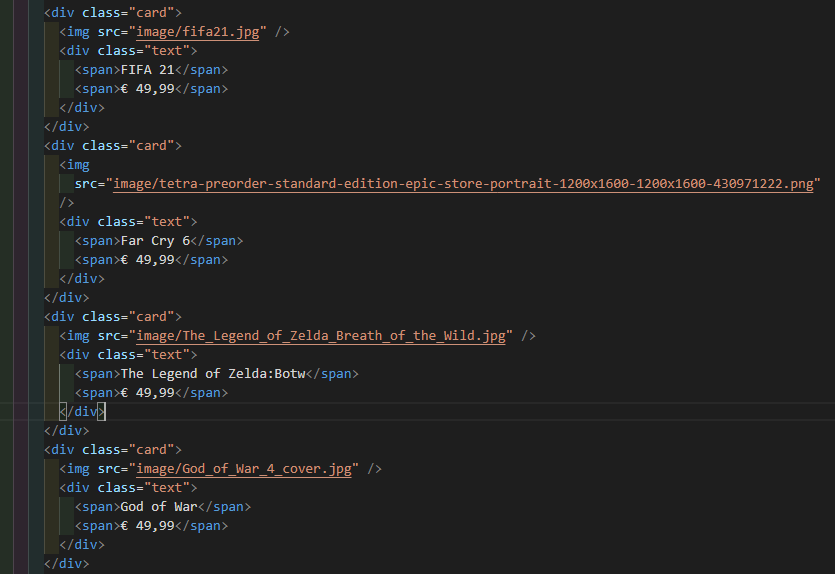 <div class="card">
<img src="image/fifa21.jpg" />
<div class="text">
<span>FIFA 21</span>
<span>€ 49,99</span>
</div>
</div>
<div class="card">
<img
src="image/tetra-preorder-standard-edition-epic-store-portrait-1200x1600-1200x1600-430971222.png"
/>
<div class="text">
<span>Far Cry 6</span>
<span>€ 49,99</span>
</div>
</div>
<div class="card">
<img src="image/The_Legend_of_Zelda_Breath_of_the_Wild.jpg" />
<div class="text">
<span>The Legend of Zelda:Botw</span>
<span>€ 49,99</span>
</div>
</div>
<div class="card">
<img src="image/God_of_War_4_cover.jpg" />
<div class="text">
<span>God of War</span>
<span>€ 49,99</span>
</div>
</div>